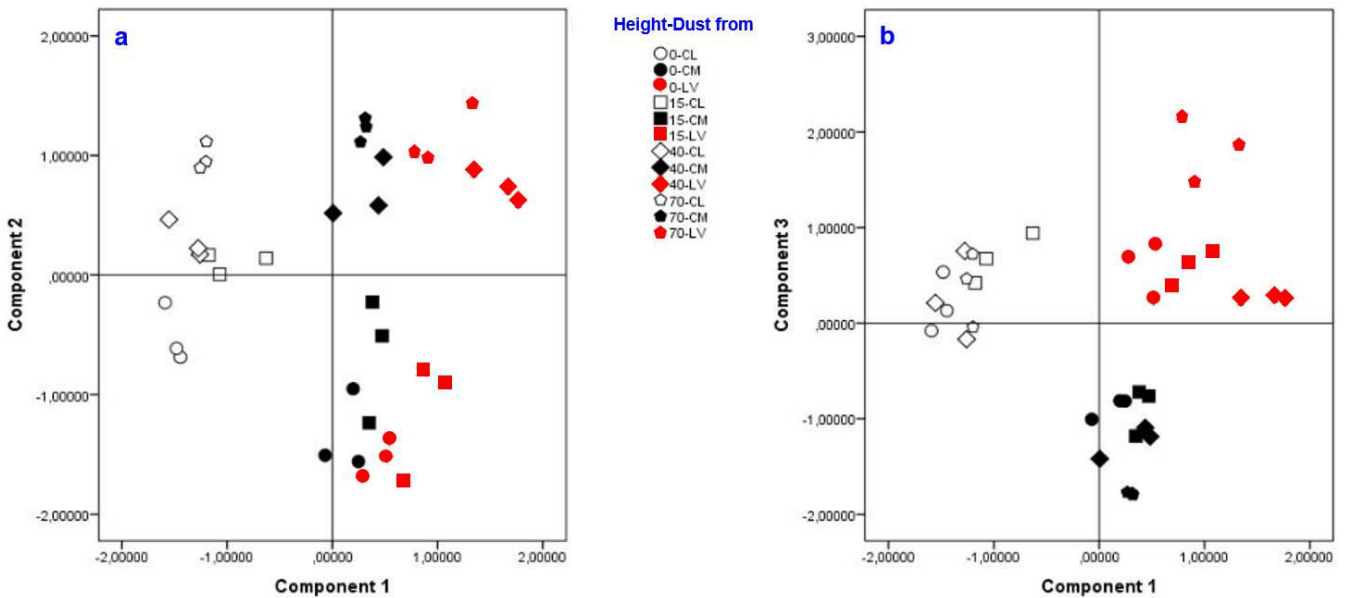 a
2,00000
1,00000
,00000
-1,00000
-2,00000
Component 2
-2,00000 -1,00000 ,00000 1,00000 2,00000
Component 1
Height-Dust from
0-CL
0-CM
0-LV
15-CL
15-CM
15-LV
40-CL
40-CM
40-LV
70-CL
70-CM
70-LV
b
3,00000
2,00000
1,00000
,00000
-1,00000
-2,00000
Component 3
-2,00000 -1,00000 ,00000 1,00000 2,00000
Component 1